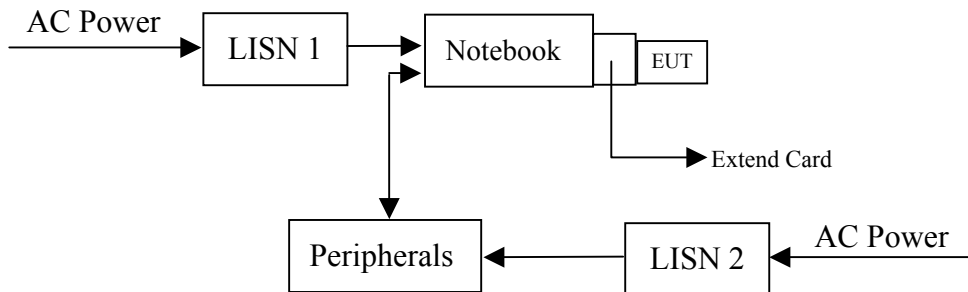 AC Power
LISN 1
Notebook
EUT
Extend Card
Peripherals
LISN 2
AC Power